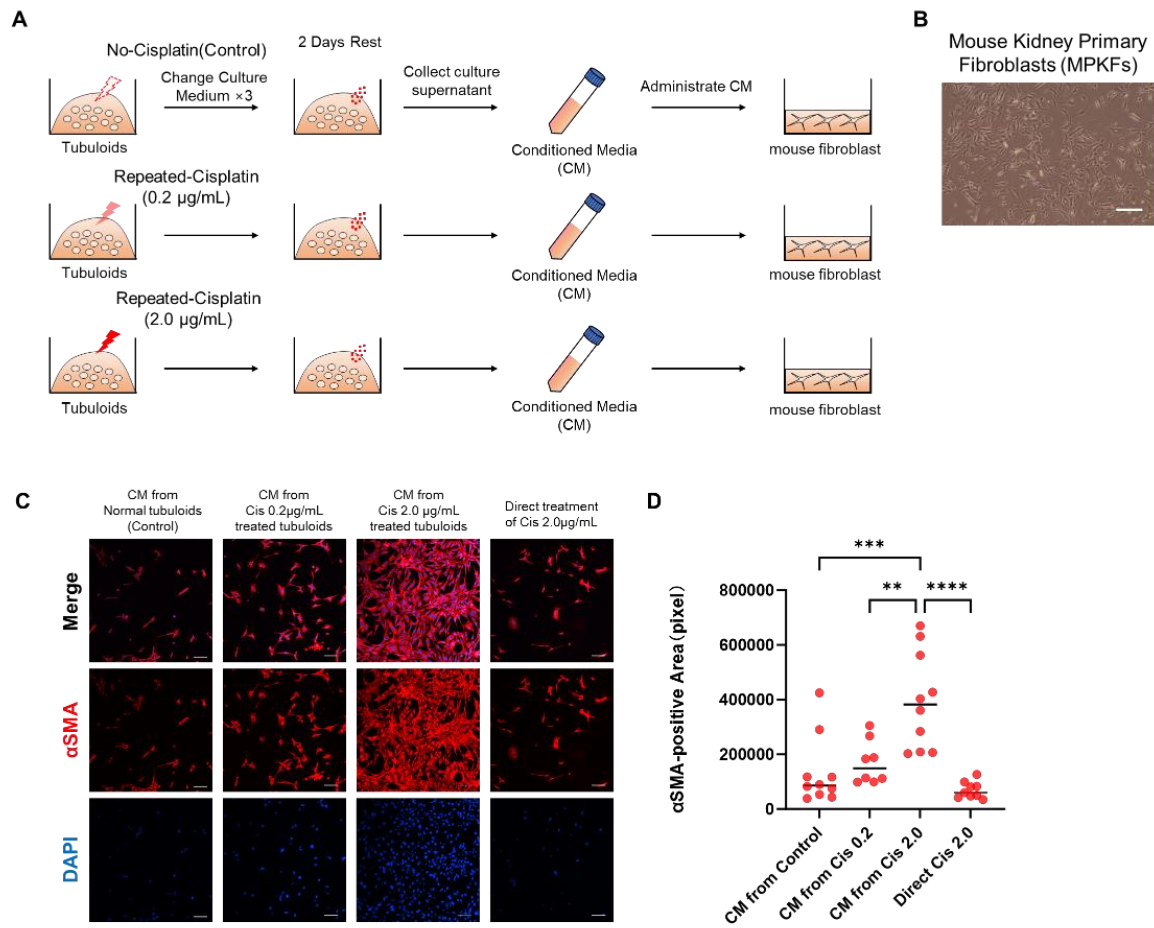 A
No-Cisplatin(Control)
2 Days Rest
Change Culture
Medium ×3
Collect culture
supernatant
Administrate CM
Tubuloids
Conditioned Media
(CM)
mouse fibroblast
Repeated-Cisplatin
(0.2 µg/mL)
Tubuloids
Conditioned Media
(CM)
mouse fibroblast
Repeated-Cisplatin
(2.0 µg/mL)
Tubuloids
Conditioned Media
(CM)
mouse fibroblast
B
Mouse Kidney Primary
Fibroblasts (MPKFs)
C
CM from
Normal tubuloids
(Control)
CM from
Cis 0.2µg/mL
treated tubuloids
CM from
Cis 2.0 µg/mL
treated tubuloids
Direct treatment
of Cis 2.0µg/mL
Merge
αSMA
DAPI
D
***
**
****
αSMA-positive Area(pixel)
800000
600000
400000
200000
0
CM from Control
CM from Cis 0.2
CM from Cis 2.0
Direct Cis 2.0